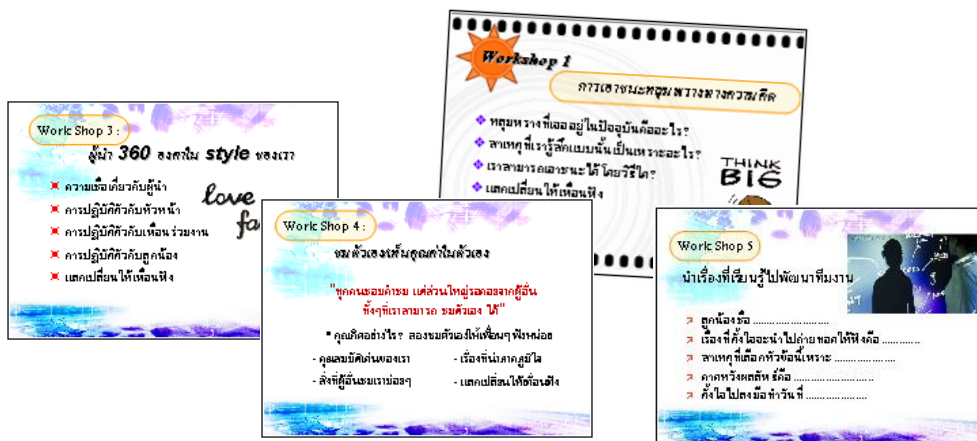 Workshop 1
การเอาชนะหลุมพรางทางความคิด
หลุมพรางที่เจออยู่ในปัจจุบันคืออะไร?
สาเหตุที่เรารู้สึกแบบนั้นเป็นเพราะอะไร?
เราสามารถเอาชนะได้โดยวิธีใด?
แลกเปลี่ยนให้เพื่อนฟัง
THINK
BIG
Work Shop 3 :
ผู้นำ 360 องศาใน style ของเรา
ความเชื่อเกี่ยวกับผู้นำ
การปฏิบัติตัวกับหัวหน้า
การปฏิบัติตัวกับเพื่อนร่วมงาน
การปฏิบัติตัวกับลูกน้อง
แลกเปลี่ยนให้เพื่อนฟัง
love
Work Shop 4 :
ชมตัวเองเห็นคุณค่าในตัวเอง
"ทุกคนชอบคำชม แต่ส่วนใหญ่รอคอยจากผู้อื่น
ทั้งๆที่เราสามารถ ชมตัวเอง ได้"
* คุณคิดอย่างไร? ลองชมตัวเองให้เพื่อนๆ ฟังหน่อย
- คุณสมบัติเด่นของเรา - เรื่องที่น่าภาคภูมิใจ
- สิ่งที่ผู้อื่นชมเราบ่อยๆ - แลกเปลี่ยนให้เพื่อนฟัง
Work Shop 5
นำเรื่องที่เรียนรู้ไปพัฒนาทีมงาน
ลูกน้องชื่อ ..........................
เรื่องที่ตั้งใจจะนำไปถ่ายทอดให้ฟังคือ .............
สาเหตุที่เลือกหัวข้อนี้เพราะ .....................
คาดหวังผลลัพธ์คือ ...........................
ตั้งใจไปลงมือทำวันที่ .....................